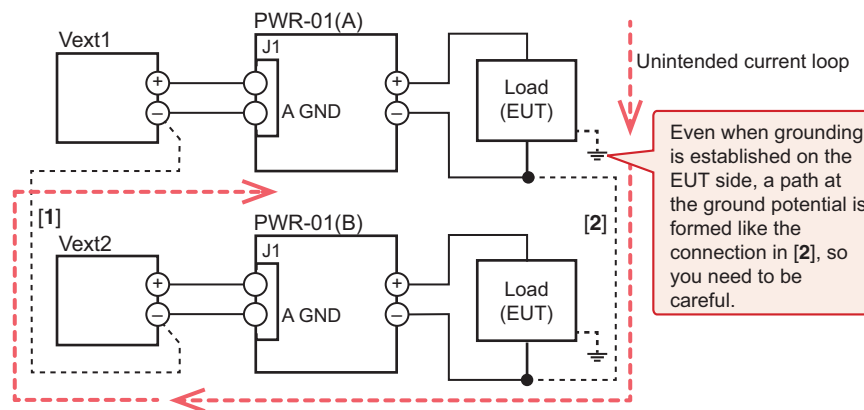 PWR-01(A)
Vext1
J1
Unintended current loop
+
+
Load
(EUT)
A GND
−
−
Even when grounding
is established on the
EUT side, a path at
the ground potential is
formed like the
connection in [2], so
you need to be
careful.
[1]
PWR-01(B)
[2]
Vext2
J1
+
+
Load
(EUT)
A GND
−
−